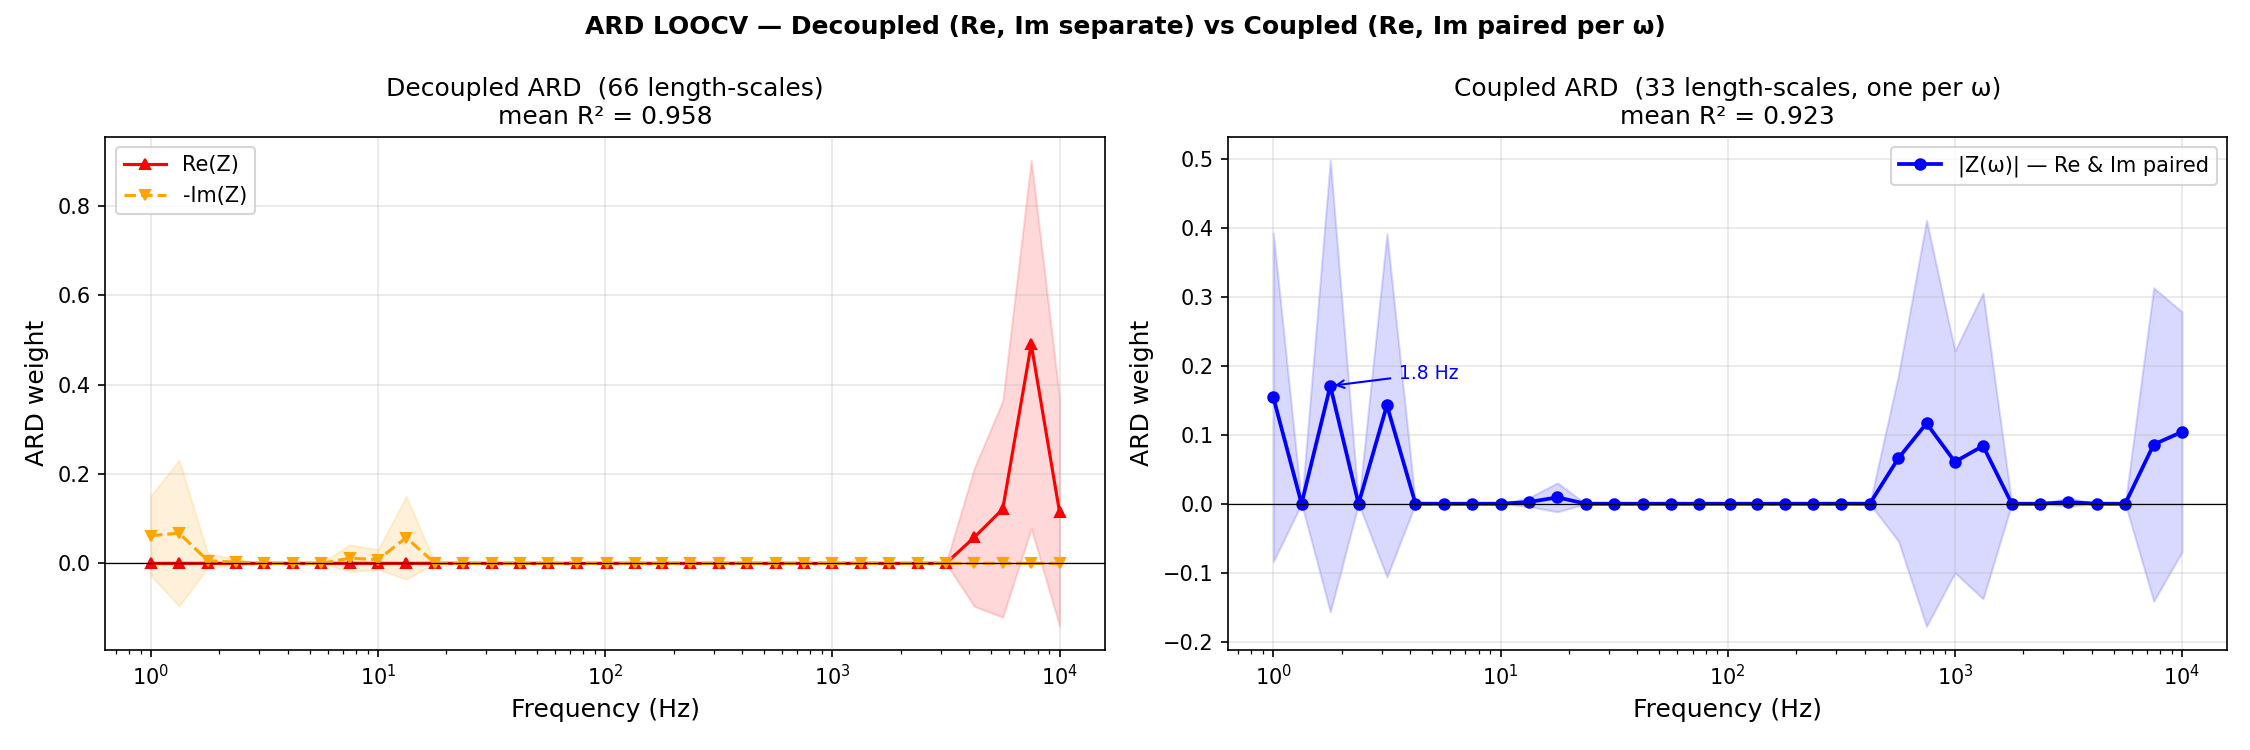 ARD LOOCV — Decoupled (Re, Im separate) vs Coupled (Re, Im paired per ω)
Decoupled ARD  (66 length-scales)
mean R² = 0.958
Re(Z)
-Im(Z)
ARD weight
0.8
0.6
0.4
0.2
0.0
10⁰
10¹
10²
10³
10⁴
Frequency (Hz)
Coupled ARD  (33 length-scales, one per ω)
mean R² = 0.923
|Z(ω)| — Re & Im paired
1.8 Hz
ARD weight
0.5
0.4
0.3
0.2
0.1
0.0
−0.1
−0.2
10⁰
10¹
10²
10³
10⁴
Frequency (Hz)